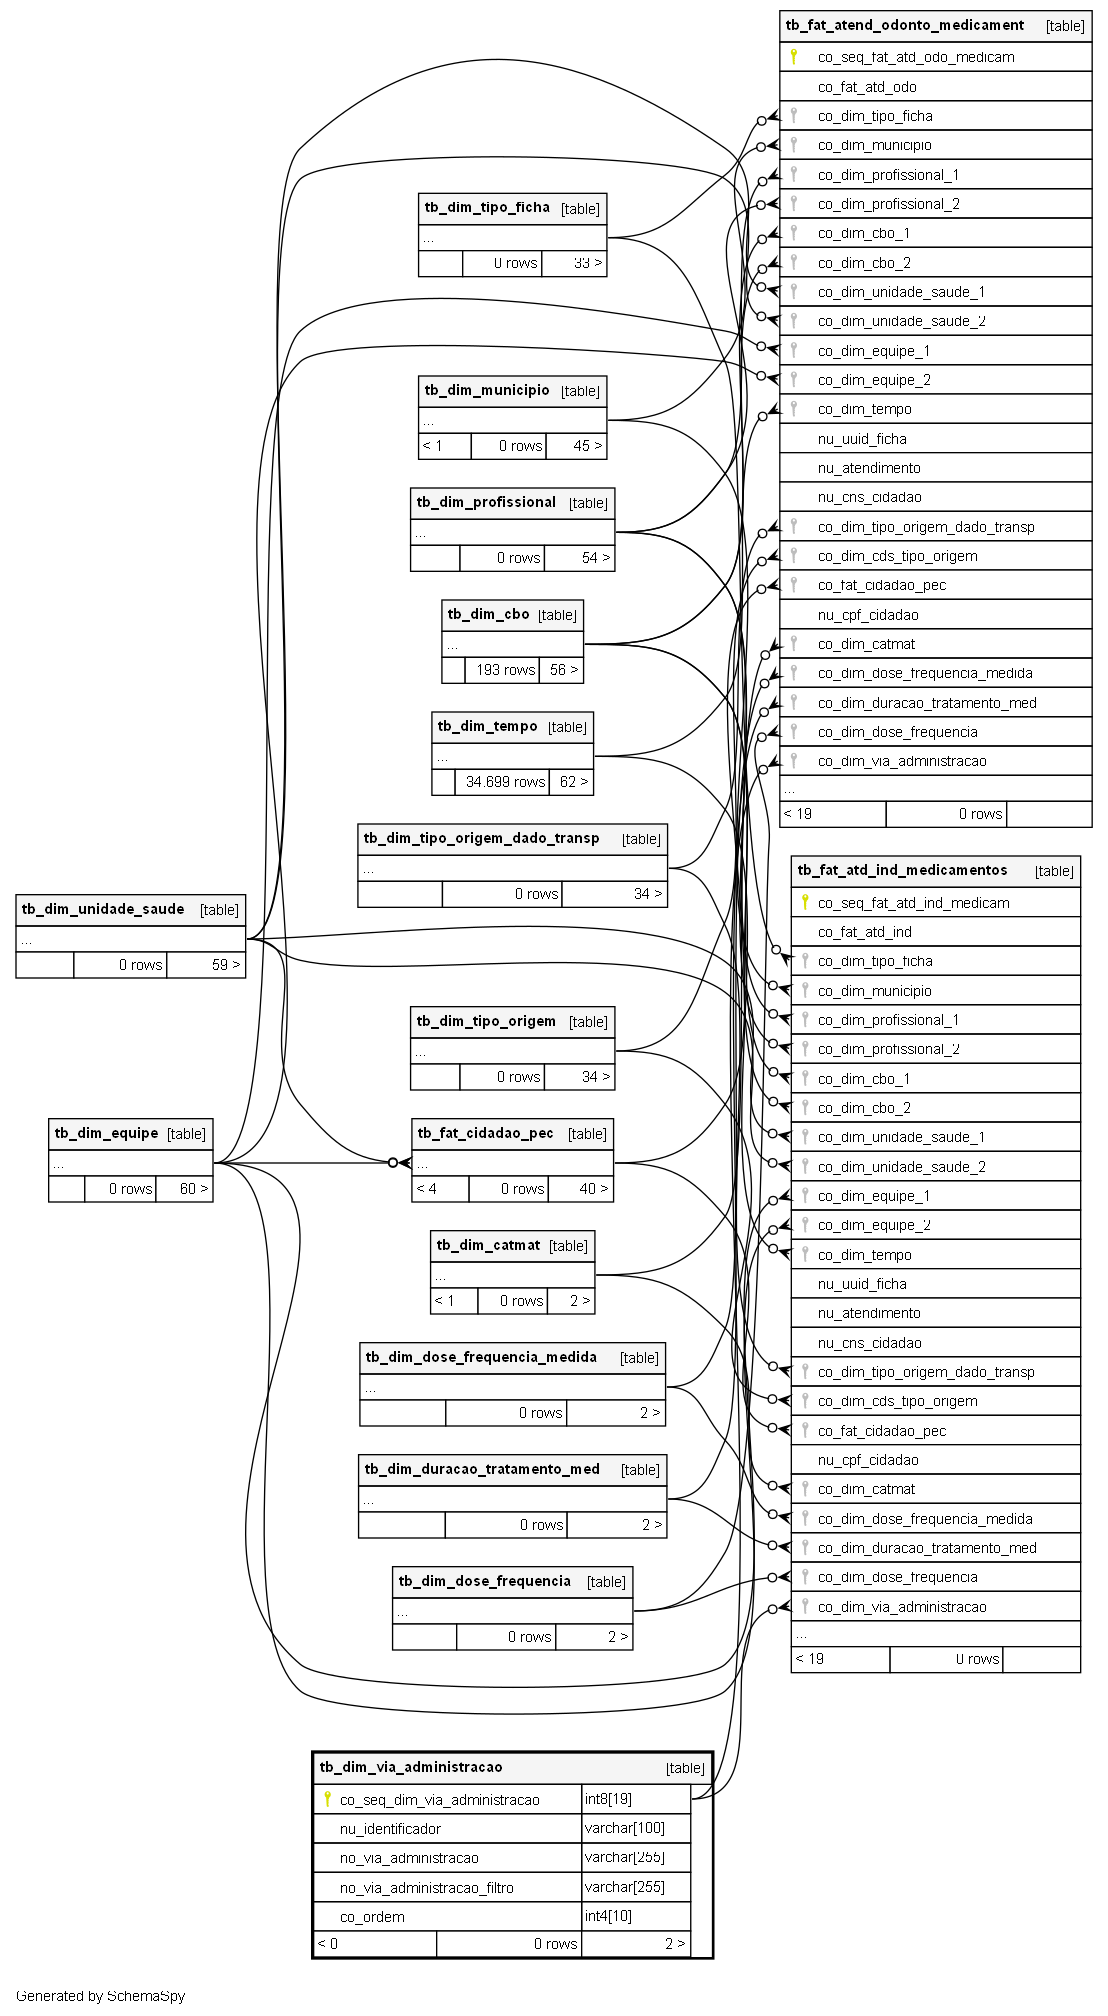 tb_fat_atend_odonto_medicament [table]
co_seq_fat_atd_odo_medicam
co_fat_atd_odo
co_dim_tipo_ficha
co_dim_municipio
co_dim_profissional_1
co_dim_profissional_2
co_dim_cbo_1
co_dim_cbo_2
co_dim_unidade_saude_1
co_dim_unidade_saude_2
co_dim_equipe_1
co_dim_equipe_2
co_dim_tempo
nu_uuid_ficha
nu_atendimento
nu_cns_cidadao
co_dim_tipo_origem_dado_transp
co_dim_cds_tipo_origem
co_fat_cidadao_pec
nu_cpf_cidadao
co_dim_catmat
co_dim_dose_frequencia_medida
co_dim_duracao_tratamento_med
co_dim_dose_frequencia
co_dim_via_administracao
...
< 19 0 rows
tb_dim_tipo_ficha [table]
...
0 rows 33 >
tb_dim_municipio [table]
...
< 1 0 rows 45 >
tb_dim_profissional [table]
...
0 rows 54 >
tb_dim_cbo [table]
...
193 rows 56 >
tb_dim_tempo [table]
...
34.699 rows 62 >
tb_dim_tipo_origem_dado_transp [table]
...
0 rows 34 >
tb_dim_unidade_saude [table]
...
0 rows 59 >
tb_fat_atd_ind_medicamentos [table]
co_seq_fat_atd_ind_medicam
co_fat_atd_ind
co_dim_tipo_ficha
co_dim_municipio
co_dim_profissional_1
co_dim_profissional_2
co_dim_cbo_1
co_dim_cbo_2
co_dim_unidade_saude_1
co_dim_unidade_saude_2
co_dim_equipe_1
co_dim_equipe_2
co_dim_tempo
nu_uuid_ficha
nu_atendimento
nu_cns_cidadao
co_dim_tipo_origem_dado_transp
co_dim_cds_tipo_origem
co_fat_cidadao_pec
nu_cpf_cidadao
co_dim_catmat
co_dim_dose_frequencia_medida
co_dim_duracao_tratamento_med
co_dim_dose_frequencia
co_dim_via_administracao
...
< 19 0 rows
tb_dim_tipo_origem [table]
...
0 rows 34 >
tb_dim_equipe [table]
...
0 rows 60 >
tb_fat_cidadao_pec [table]
...
< 4 0 rows 40 >
tb_dim_catmat [table]
...
< 1 0 rows 2 >
tb_dim_dose_frequencia_medida [table]
...
0 rows 2 >
tb_dim_duracao_tratamento_med [table]
...
0 rows 2 >
tb_dim_dose_frequencia [table]
...
0 rows 2 >
tb_dim_via_administracao [table]
co_seq_dim_via_administracao int8[19]
nu_identificador varchar[100]
no_via_administracao varchar[255]
no_via_administracao_filtro varchar[255]
co_ordem int4[10]
< 0 0 rows 2 >
Generated by SchemaSpy